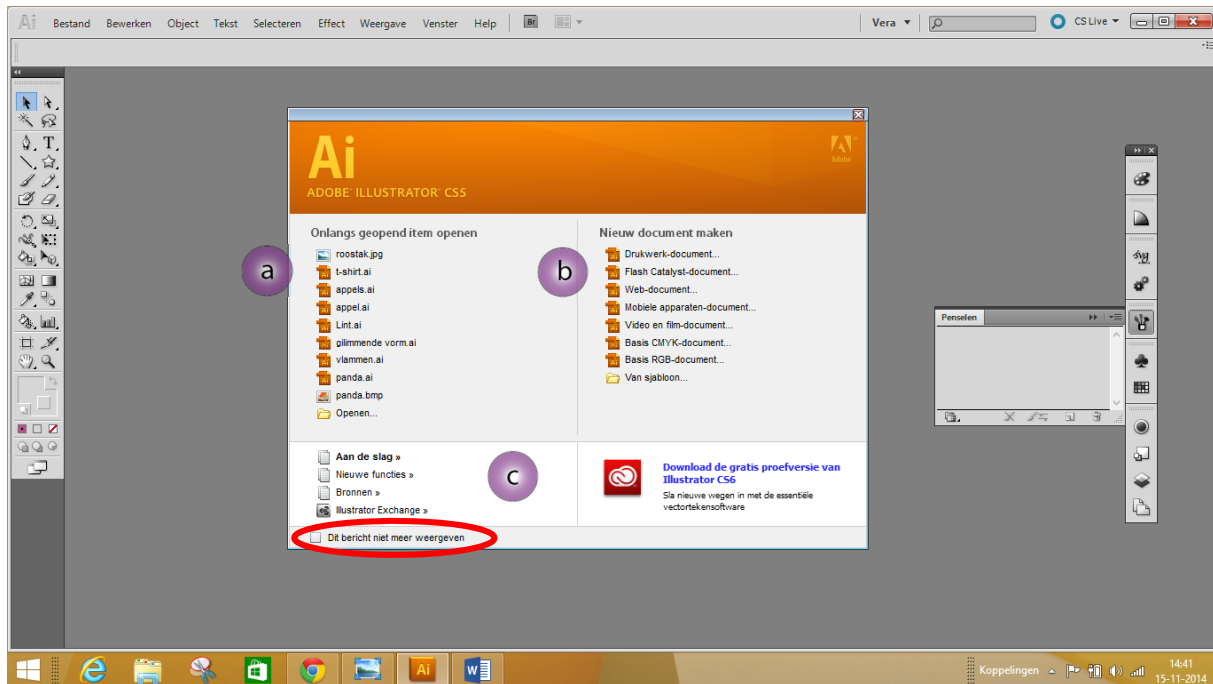 Ai Bestand Bewerken Object Tekst Selecteren Effect Weergave Venster Help Br Vera CS Live
Ai
ADOBE® ILLUSTRATOR® CS5
Adobe
Onlangs geopend item openen
roostak.jpg
t-shirt.ai
appels.ai
appel.ai
Lint.ai
glimmende vorm.ai
vlammen.ai
panda.ai
panda.bmp
Openen...
a
Nieuw document maken
Drukwerk-document...
Flash Catalyst-document...
Web-document...
Mobiele apparaten-document...
Video en film-document...
Basis CMYK-document...
Basis RGB-document...
Van sjabloon...
b
Aan de slag »
Nieuwe functies »
Bronnen »
Illustrator Exchange »
c
Download de gratis proefversie van
Illustrator CS6
Sla nieuwe wegen in met de essentiële
vectortekensoftware
Dit bericht niet meer weergeven
Penselen
Ai
W
Koppelingen
14:41
15-11-2014